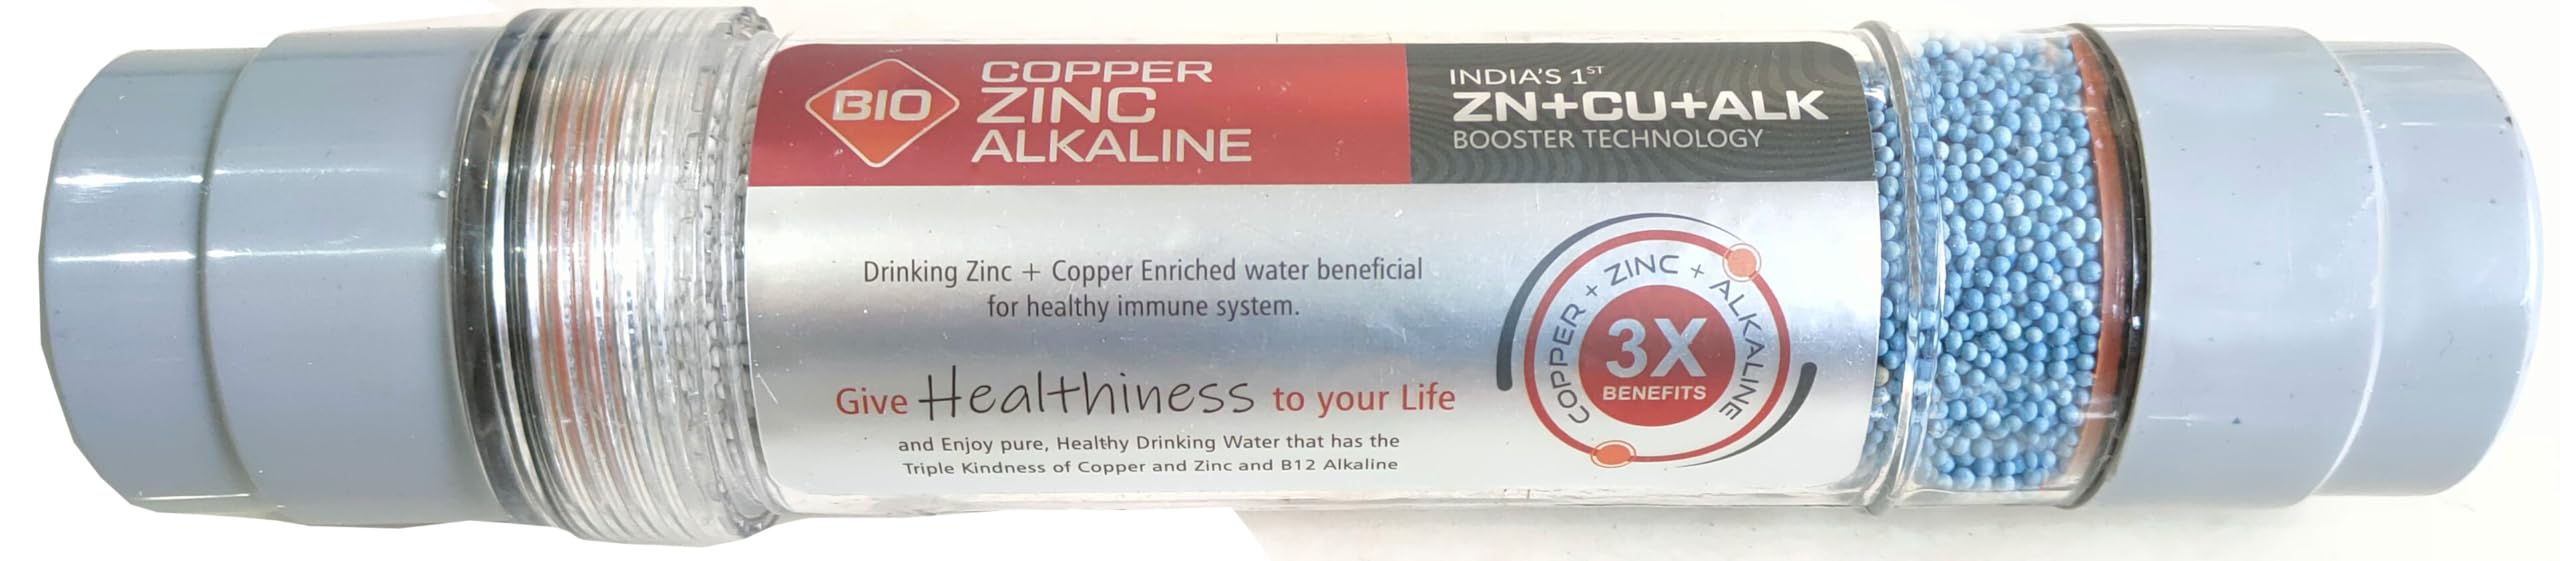 BIO
COPPER
ZINC
ALKALINE
INDIA'S 1ST
ZN+CU+ALK
BOOSTER TECHNOLOGY
Drinking Zinc + Copper Enriched water beneficial
for healthy immune system.
Give Healthiness to your Life
and Enjoy pure, Healthy Drinking Water that has the
Triple Kindness of Copper and Zinc and B12 Alkaline
COPPER + ZINC + ALKALINE
3X
BENEFITS